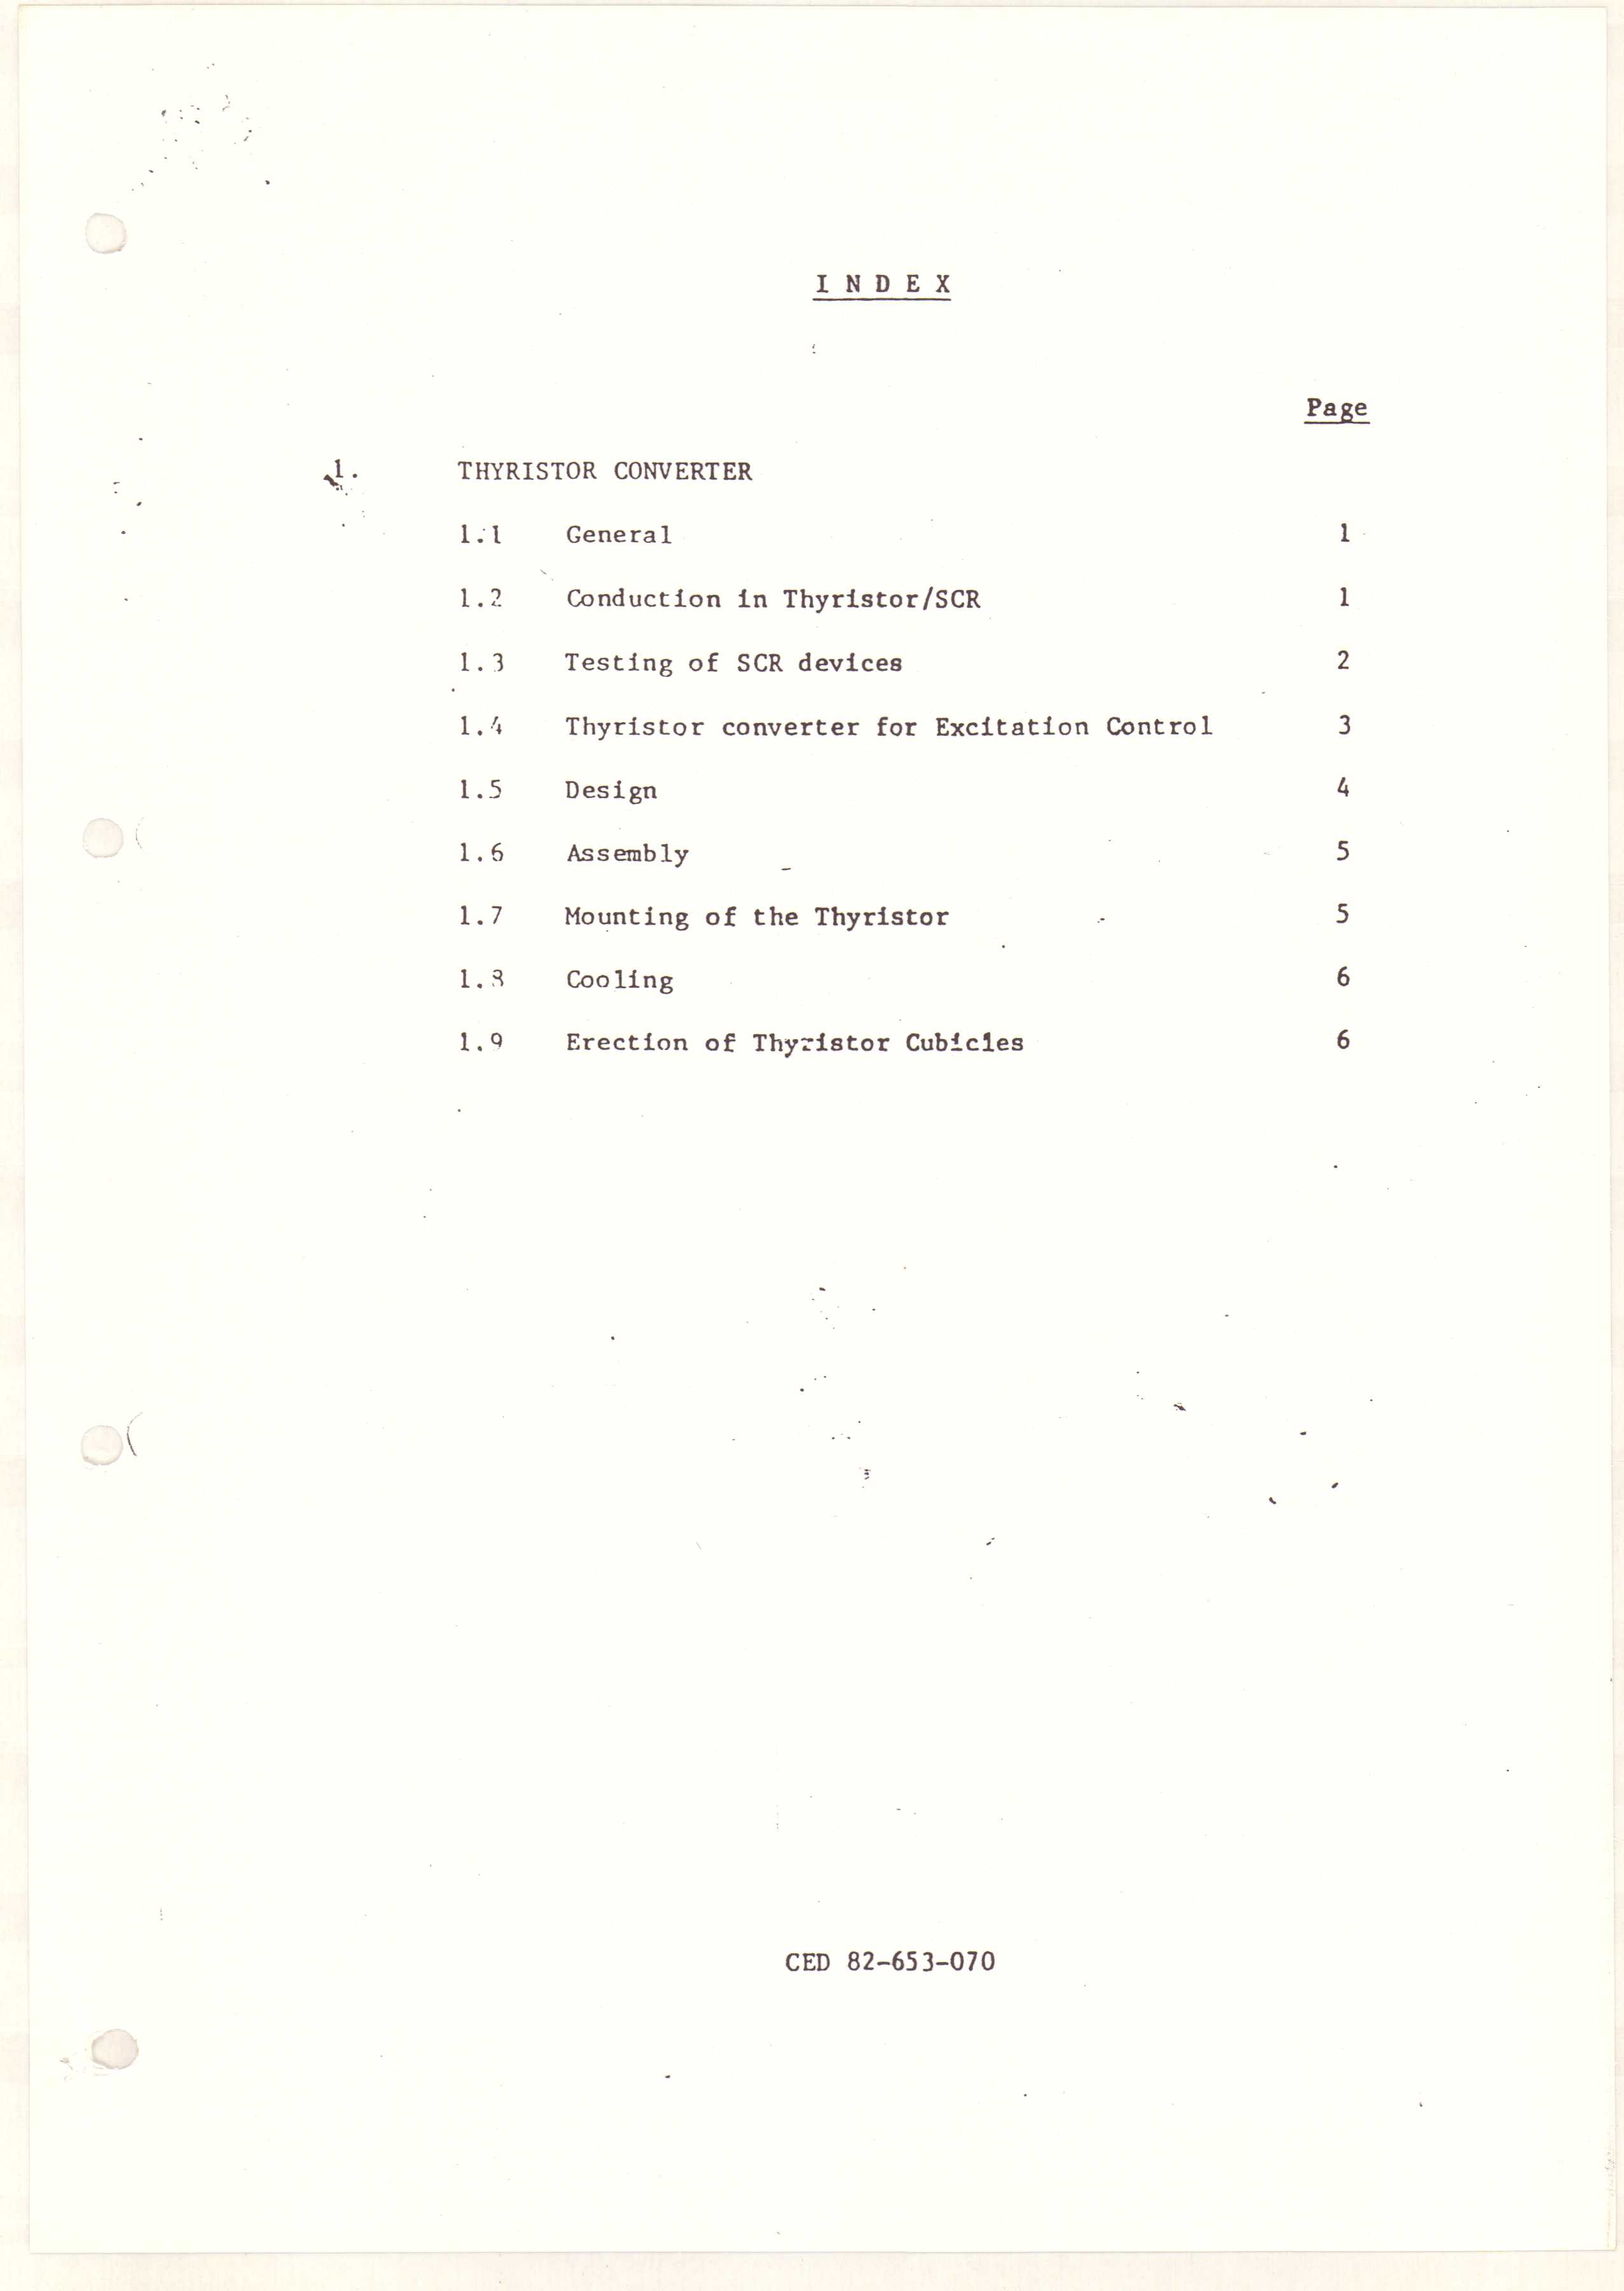 I N D E X
Page
1. THYRISTOR CONVERTER
1.1 General 1
1.2 Conduction in Thyristor/SCR 1
1.3 Testing of SCR devices 2
1.4 Thyristor converter for Excitation Control 3
1.5 Design 4
1.6 Assembly 5
1.7 Mounting of the Thyristor 5
1.8 Cooling 6
1.9 Erection of Thyristor Cubicles 6
CED 82-653-070